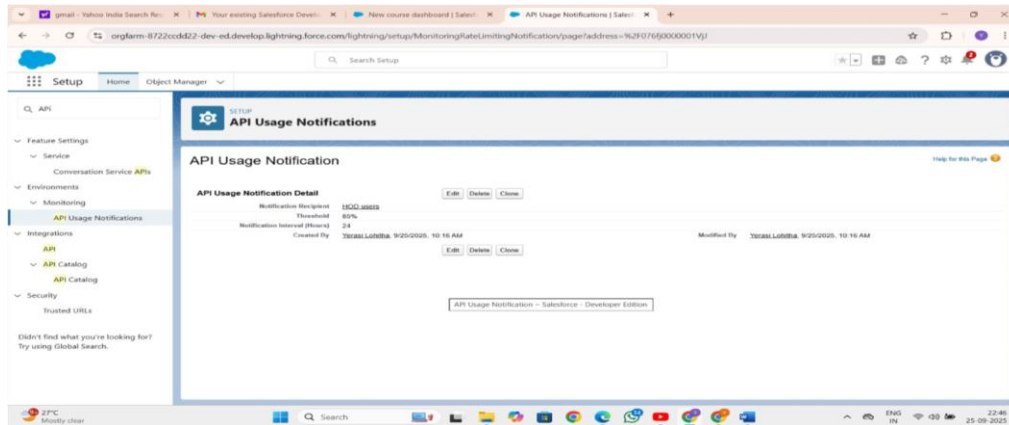 gmail - Yahoo India Search Res
Your existing Salesforce Develo
New course dashboard | Salesf
API Usage Notifications | Salesf
orgfarm-8722ccdd22-dev-ed.develop.lightning.force.com/lightning/setup/MonitoringRateLimitingNotification/page?address=%2F076fj0000001VjJ
Search Setup
Setup Home Object Manager
API
SETUP
API Usage Notifications
Feature Settings
Service
Conversation Service APIs
Environments
Monitoring
API Usage Notifications
Integrations
API
API Catalog
API Catalog
Security
Trusted URLs
Didn't find what you're looking for?
Try using Global Search.
API Usage Notification
Help for this Page
API Usage Notification Detail
Edit Delete Clone
Notification Recipient HOD users
Threshold 85%
Notification Interval (Hours) 24
Created By Yerasi Lohitha, 9/25/2025, 10:16 AM Modified By Yerasi Lohitha, 9/25/2025, 10:16 AM
Edit Delete Clone
API Usage Notification ~ Salesforce - Developer Edition
27°C
Mostly clear
Search
ENG
IN
22:46
25-09-2025